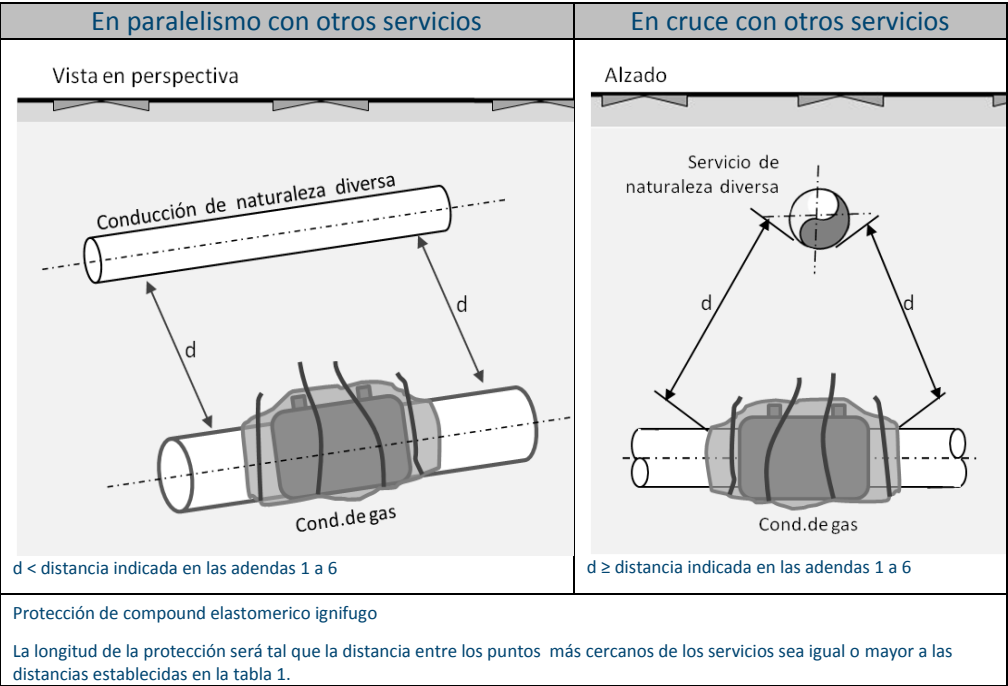 En paralelismo con otros servicios
En cruce con otros servicios
Vista en perspectiva
Conducción de naturaleza diversa
d
d
Cond.de gas
d < distancia indicada en las adendas 1 a 6
Alzado
Servicio de
naturaleza diversa
d
d
Cond.de gas
d ≥ distancia indicada en las adendas 1 a 6
Protección de compound elastomerico ignifugo
La longitud de la protección será tal que la distancia entre los puntos más cercanos de los servicios sea igual o mayor a las
distancias establecidas en la tabla 1.